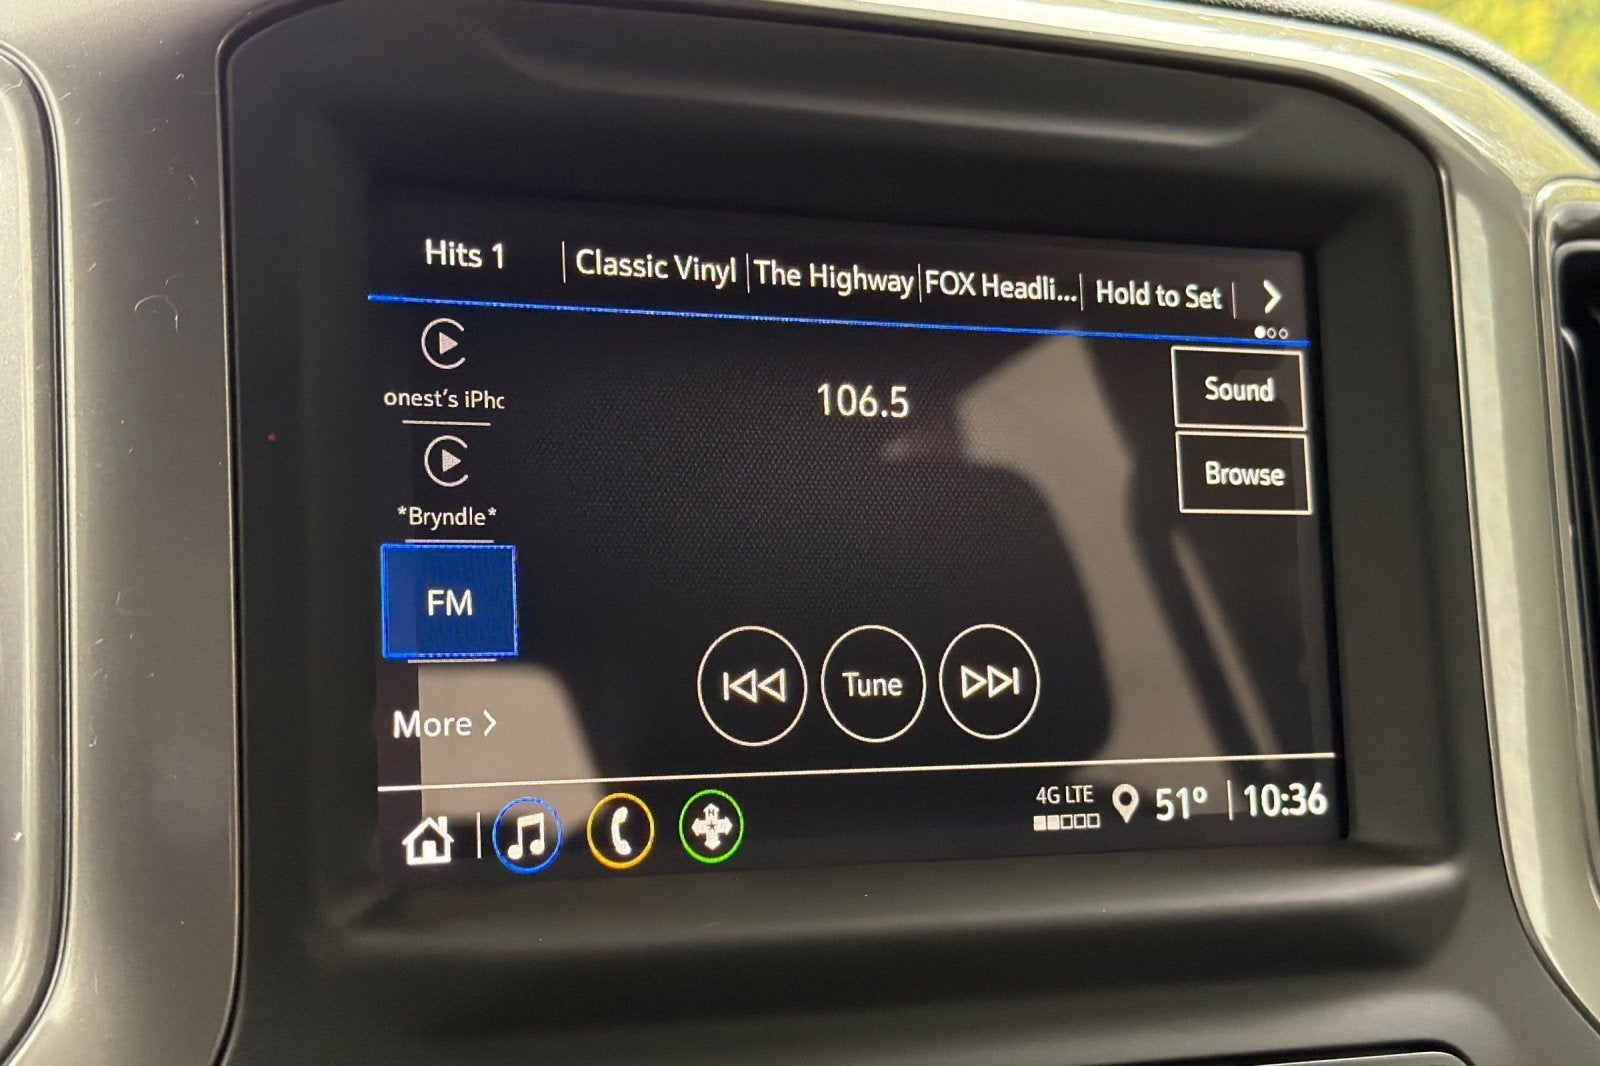 Hits 1
Classic Vinyl
The Highway
FOX Headli...
Hold to Set
onest's iPhc
*Bryndle*
FM
More >
106.5
Sound
Browse
Tune
N
4G LTE
51°
10:36